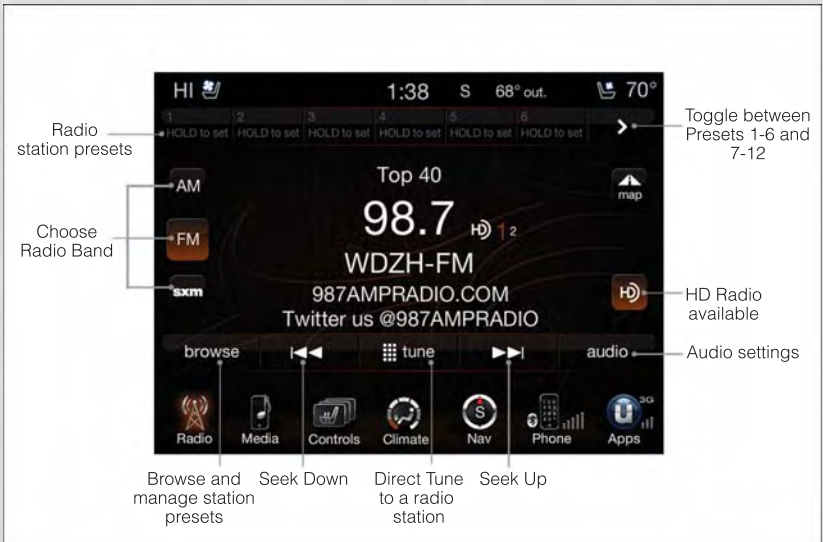 HI 1:38 S 68° out. 70°
1 2 3 4 5 6
HOLD to set HOLD to set HOLD to set HOLD to set HOLD to set HOLD to set
Radio
station presets
Toggle between
Presets 1-6 and
7-12
AM
Top 40
map
Choose
Radio Band
FM
98.7 HD 1 2
WDZH-FM
sxm
987AMPRADIO.COM
HD
HD Radio
available
Twitter us @987AMPRADIO
browse tune audio
Audio settings
S 3G
Radio Media Controls Climate Nav Phone Apps
Browse and
manage station
presets
Seek Down
Direct Tune
to a radio
station
Seek Up